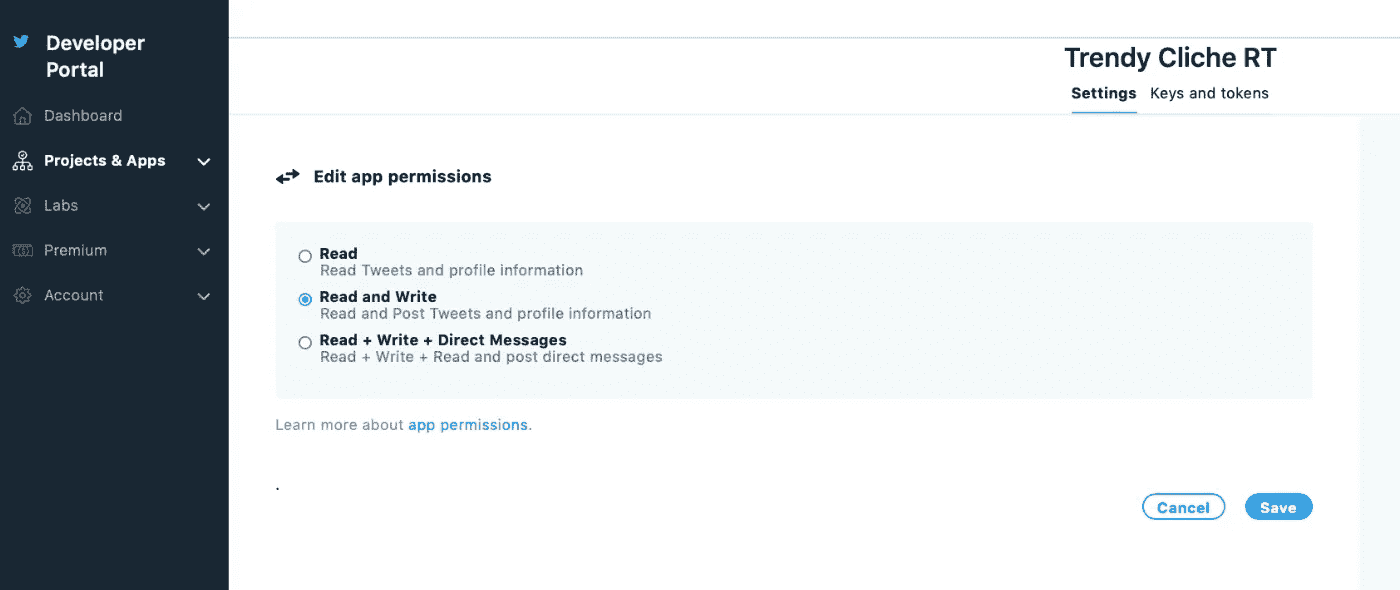 Developer
Portal
Dashboard
Projects & Apps
Labs
Premium
Account
Trendy Cliche RT
Settings Keys and tokens
Edit app permissions
Read
Read Tweets and profile information
Read and Write
Read and Post Tweets and profile information
Read + Write + Direct Messages
Read + Write + Read and post direct messages
Learn more about app permissions.
.
Cancel Save